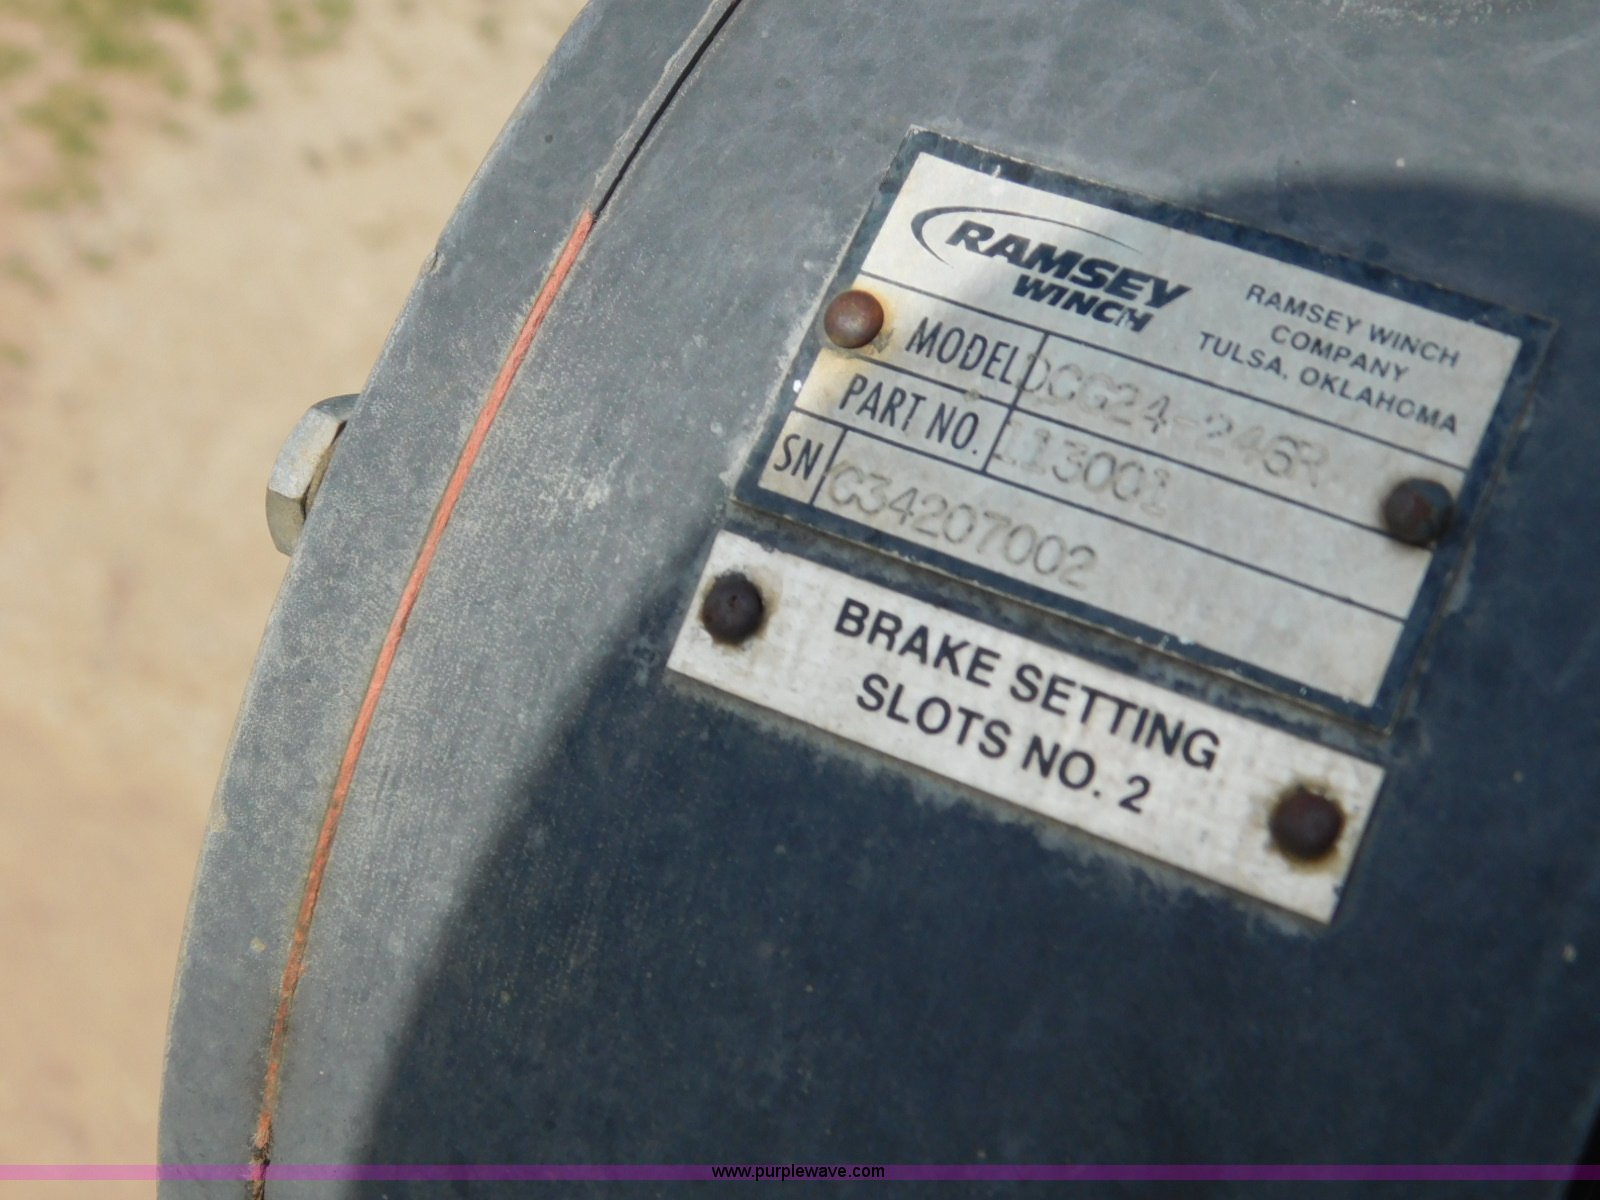 RAMSEY
WINCH
RAMSEY WINCH
COMPANY
TULSA, OKLAHOMA
MODEL DCG24-246R
PART NO. 113001
SN C34207002
BRAKE SETTING
SLOTS NO. 2
www.purplewave.com